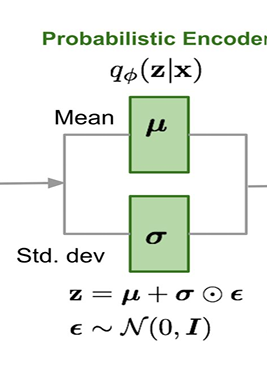 Probabilistic Encoder
qϕ(z|x)
Mean
μ
σ
Std. dev
z = μ + σ ⊙ ϵ
ϵ ∼ 𝒩(0, I)